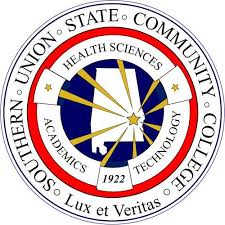 SOUTHERN · UNION · STATE · COMMUNITY · COLLEGE ·
HEALTH SCIENCES
ACADEMICS
TECHNOLOGY
1922
Lux et Veritas